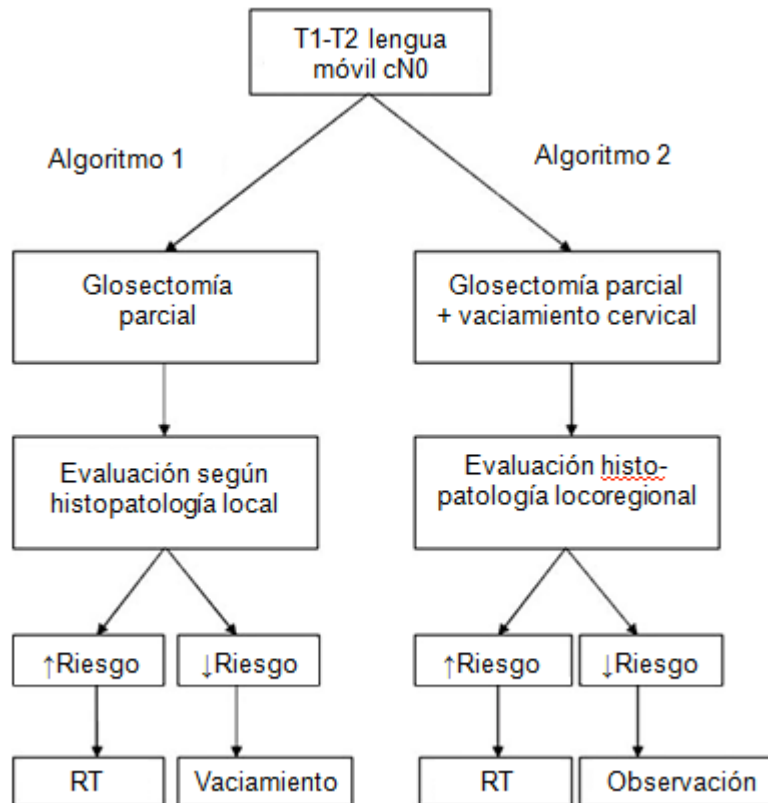 T1-T2 lengua
móvil cN0
Algoritmo 1
Algoritmo 2
Glosectomía
parcial
Glosectomía parcial
+ vaciamiento cervical
Evaluación según
histopatología local
Evaluación histo-
patología locoregional
↑Riesgo
↓Riesgo
↑Riesgo
↓Riesgo
RT
Vaciamiento
RT
Observación